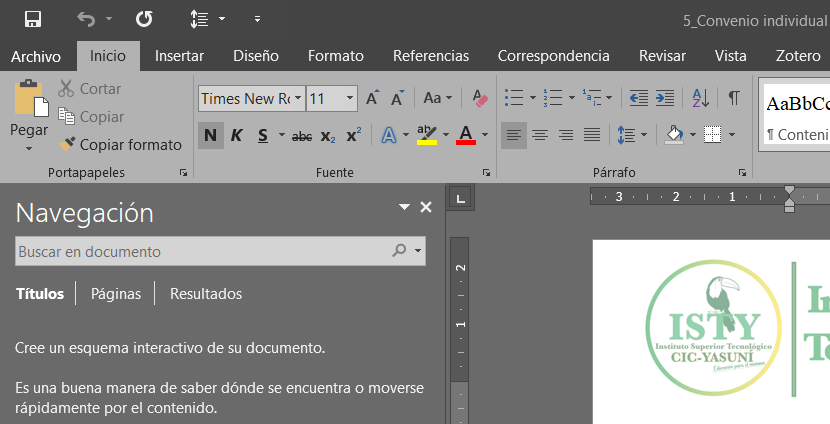 5_Convenio individual
Archivo Inicio Insertar Diseño Formato Referencias Correspondencia Revisar Vista Zotero
Pegar
Cortar
Copiar
Copiar formato
Portapapeles
Times New Ro 11 Aa
N K S abc x₂ x² A ab A
Fuente
Párrafo
AaBbCc
¶ Conteni
Navegación
Buscar en documento
Títulos Páginas Resultados
Cree un esquema interactivo de su documento.
Es una buena manera de saber dónde se encuentra o moverse
rápidamente por el contenido.
3 2 1
2
1
ISTY
Instituto Superior Tecnológico
CIC-YASUNÍ